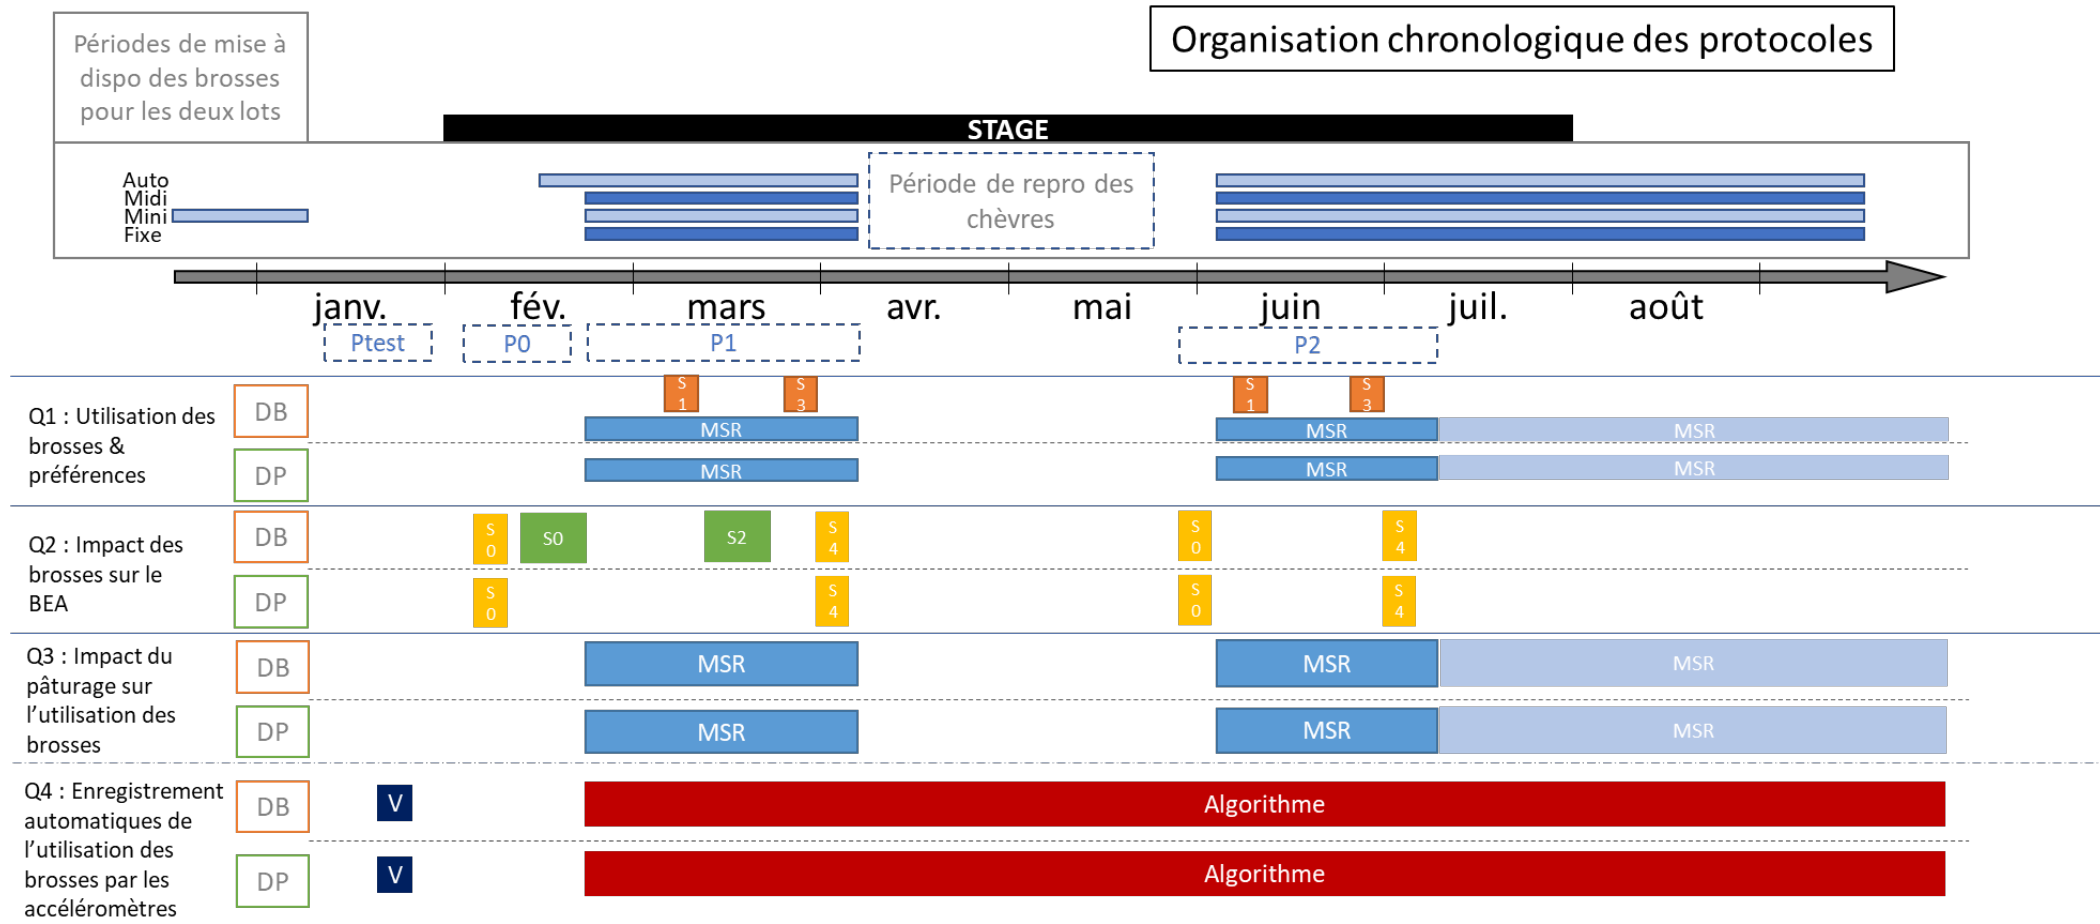 Périodes de mise à
dispo des brosses
pour les deux lots
Organisation chronologique des protocoles
STAGE
Auto
Midi
Mini
Fixe
Période de repro des
chèvres
janv.
fév.
mars
avr.
mai
juin
juil.
août
Ptest
P0
P1
P2
Q1 : Utilisation des
brosses &
préférences
DB
S
1
S
3
S
1
S
3
MSR
MSR
MSR
DP
MSR
MSR
MSR
Q2 : Impact des
brosses sur le
BEA
DB
S
0
S0
S2
S
4
S
0
S
4
DP
S
0
S
4
S
0
S
4
Q3 : Impact du
pâturage sur
l’utilisation des
brosses
DB
MSR
MSR
MSR
DP
MSR
MSR
MSR
Q4 : Enregistrement
automatiques de
l’utilisation des
brosses par les
accéléromètres
DB
V
Algorithme
DP
V
Algorithme